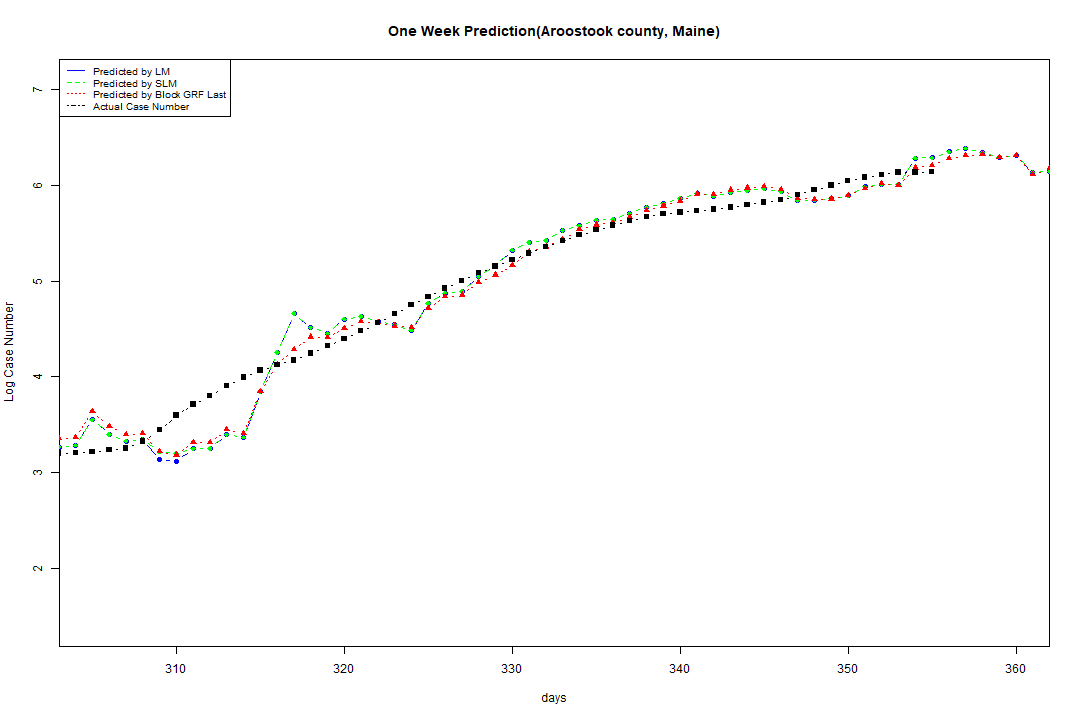 One Week Prediction(Aroostook county, Maine)
Predicted by LM
Predicted by SLM
Predicted by Block GRF Last
Actual Case Number
7
6
5
4
3
2
Log Case Number
310 320 330 340 350 360
days